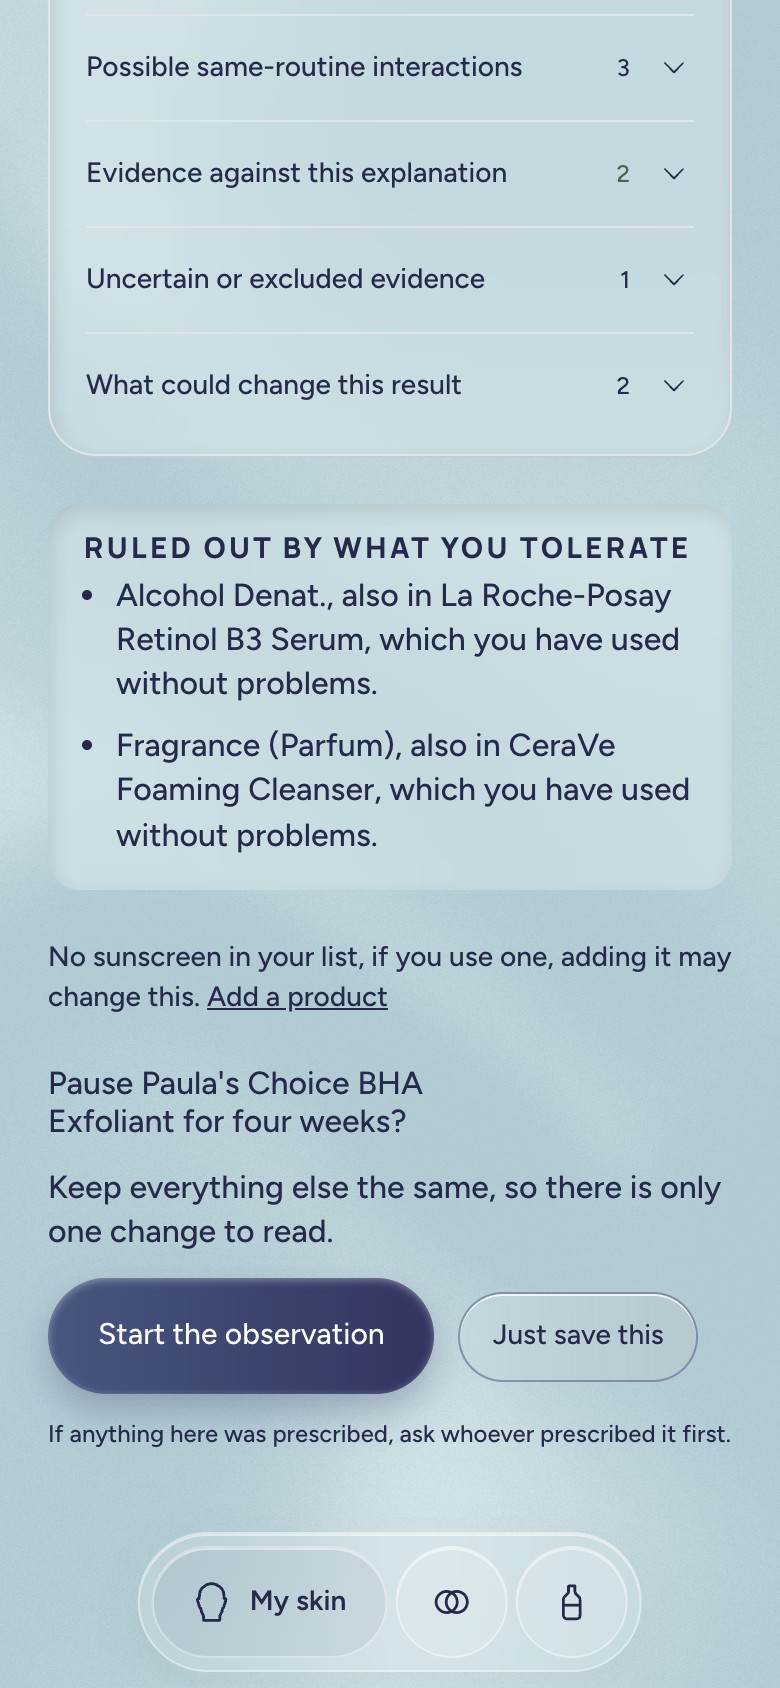 Possible same-routine interactions 3
Evidence against this explanation 2
Uncertain or excluded evidence 1
What could change this result 2
RULED OUT BY WHAT YOU TOLERATE
• Alcohol Denat., also in La Roche-Posay
Retinol B3 Serum, which you have used
without problems.
• Fragrance (Parfum), also in CeraVe
Foaming Cleanser, which you have used
without problems.
No sunscreen in your list, if you use one, adding it may
change this. Add a product
Pause Paula's Choice BHA
Exfoliant for four weeks?
Keep everything else the same, so there is only
one change to read.
Start the observation
Just save this
If anything here was prescribed, ask whoever prescribed it first.
My skin